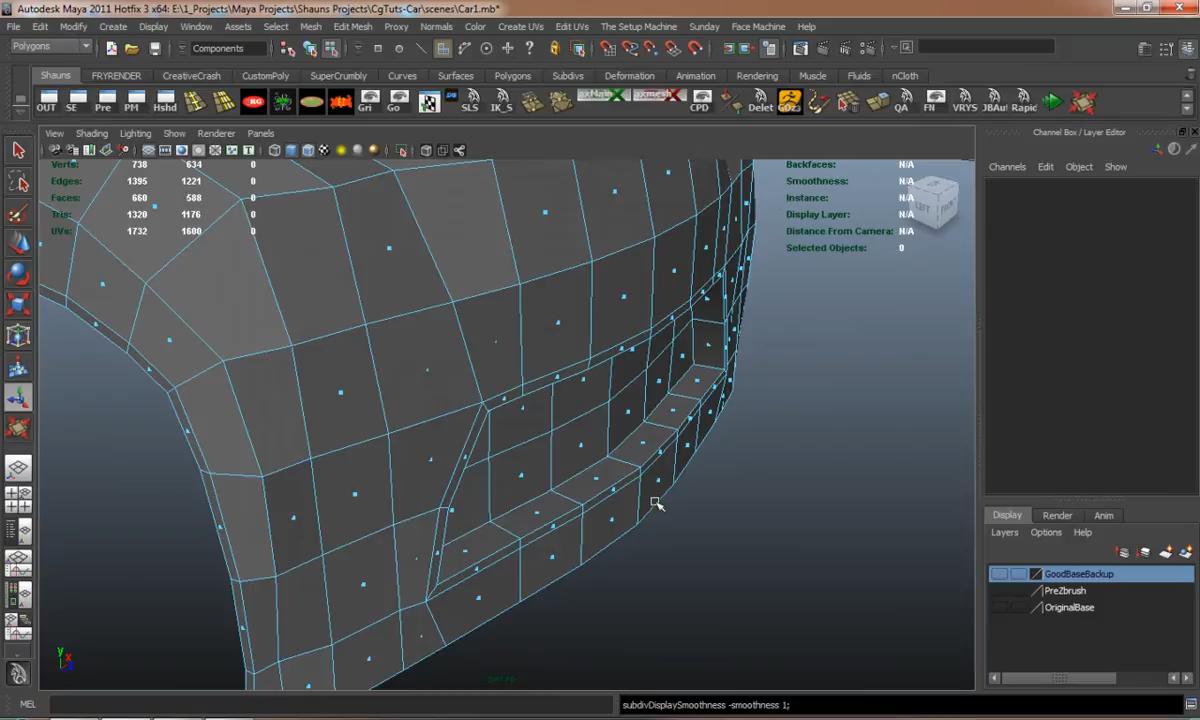 Autodesk Maya 2011 Hotfix 3 x64: E:\1_Projects\Maya Projects\Shauns Projects\CgTuts-Car\scenes\Car1.mb*
File Edit Modify Create Display Window Assets Select Mesh Edit Mesh Proxy Normals Color Create UVs Edit UVs The Setup Machine Sunday Face Machine Help
Polygons Components
Shauns FRYRENDER CreativeCrash CustomPoly SuperCrumbly Curves Surfaces Polygons Subdivs Deformation Animation Rendering Muscle Fluids nCloth
OUT SE Pre PM Hshd Gri Go SLS IK_S CPD Delet GOZ3 QA FN VRYS JBAu! Rapic
View Shading Lighting Show Renderer Panels
Channel Box / Layer Editor
Channels Edit Object Show
Verts: 738 634 0
Edges: 1395 1221 0
Faces: 660 588 0
Tris: 1320 1176 0
UVs: 1732 1600 0
Backfaces: N/A
Smoothness: N/A
Instance: N/A
Display Layer: N/A
Distance From Camera: N/A
Selected Objects: 0
LEFT FRONT
Display Render Anim
Layers Options Help
GoodBaseBackup
PreZbrush
OriginalBase
y
x
z
MEL subdivDisplaySmoothness -smoothness 1;